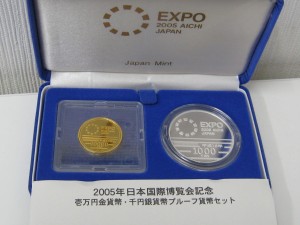 EXPO
2005 AICHI
JAPAN
Japan Mint
EXPO
2005 AICHI
JAPAN
1000
2005年日本国際博覧会記念
壱万円金貨幣・千円銀貨幣プルーフ貨幣セット